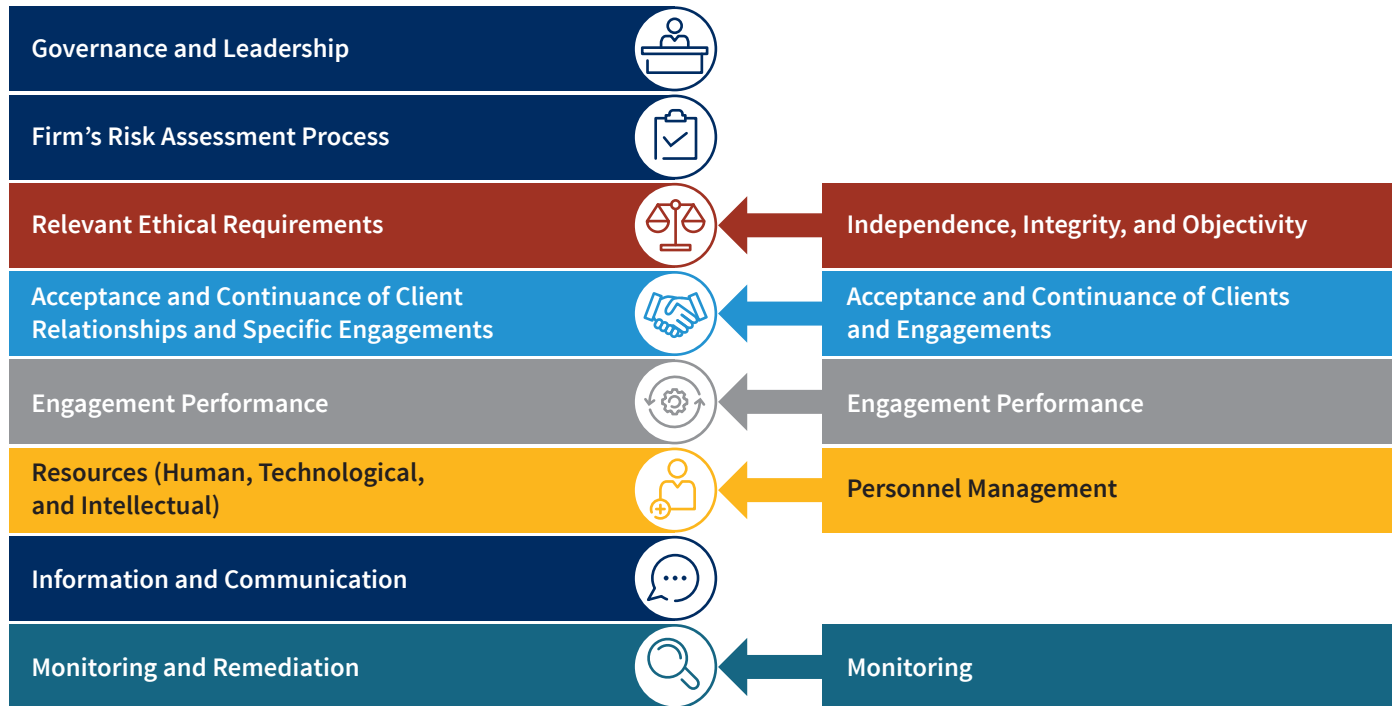 Governance and Leadership
Firm’s Risk Assessment Process
Relevant Ethical Requirements
Independence, Integrity, and Objectivity
Acceptance and Continuance of Client
Relationships and Specific Engagements
Acceptance and Continuance of Clients
and Engagements
Engagement Performance
Engagement Performance
Resources (Human, Technological,
and Intellectual)
Personnel Management
Information and Communication
Monitoring and Remediation
Monitoring